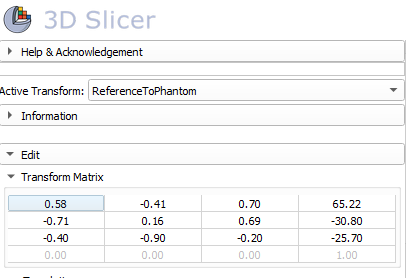 3D Slicer
Help & Acknowledgement
Active Transform: ReferenceToPhantom
Information
Edit
Transform Matrix
0.58 -0.41 0.70 65.22
-0.71 0.16 0.69 -30.80
-0.40 -0.90 -0.20 -25.70
0.00 0.00 0.00 1.00